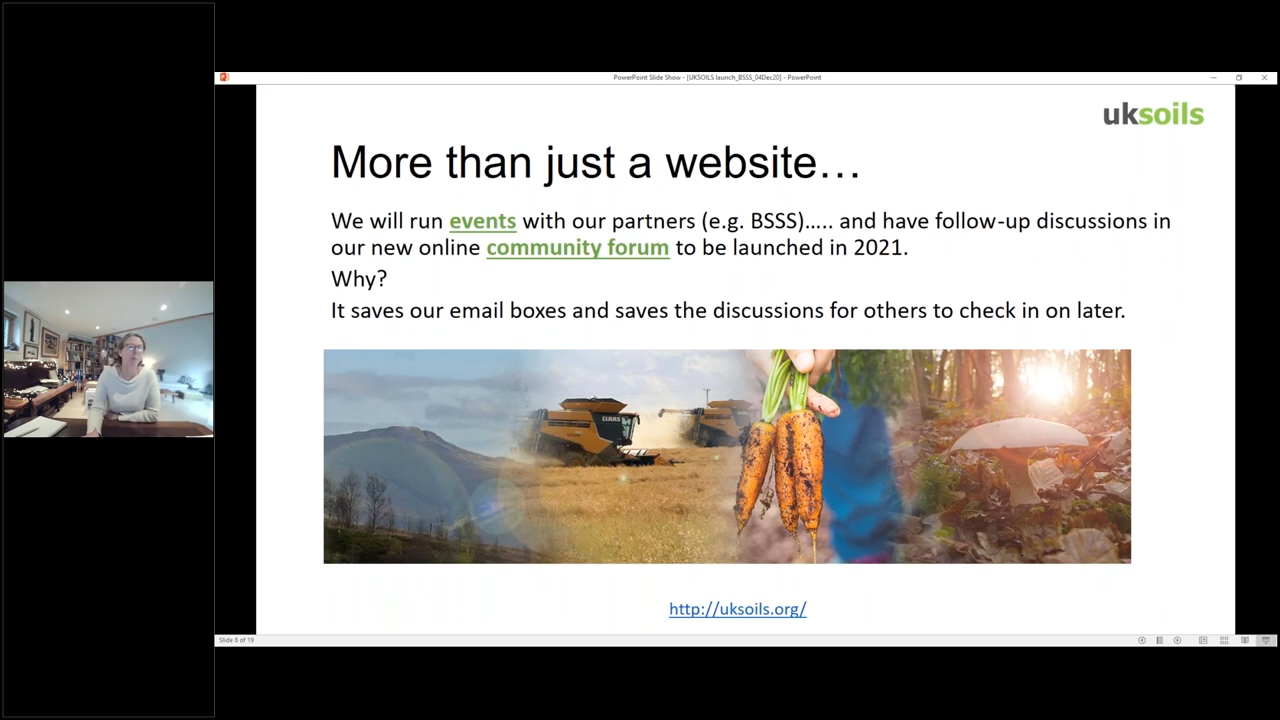 PowerPoint Slide Show - [UKSOILS launch_BSSS_04Dec20] - PowerPoint
uksoils
More than just a website…
We will run events with our partners (e.g. BSSS)….. and have follow-up discussions in
our new online community forum to be launched in 2021.
Why?
It saves our email boxes and saves the discussions for others to check in on later.
CLAAS
http://uksoils.org/
Slide 8 of 19